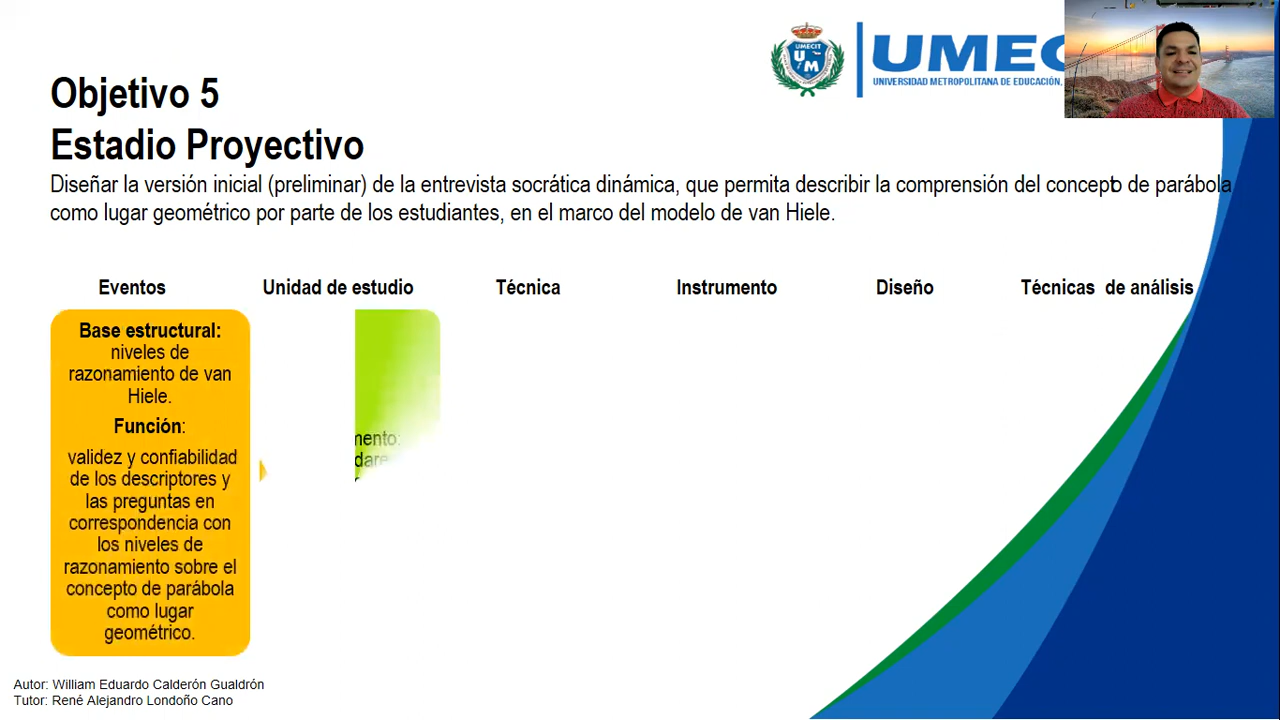 UMECIT
U M
UMEC
UNIVERSIDAD METROPOLITANA DE EDUCACIÓN,
Objetivo 5
Estadio Proyectivo
Diseñar la versión inicial (preliminar) de la entrevista socrática dinámica, que permita describir la comprensión del concepto de parábola
como lugar geométrico por parte de los estudiantes, en el marco del modelo de van Hiele.
Eventos Unidad de estudio Técnica Instrumento Diseño Técnicas de análisis
Base estructural:
niveles de
razonamiento de van
Hiele.
Función:
validez y confiabilidad
de los descriptores y
las preguntas en
correspondencia con
los niveles de
razonamiento sobre el
concepto de parábola
como lugar
geométrico.
Autor: William Eduardo Calderón Gualdrón
Tutor: René Alejandro Londoño Cano